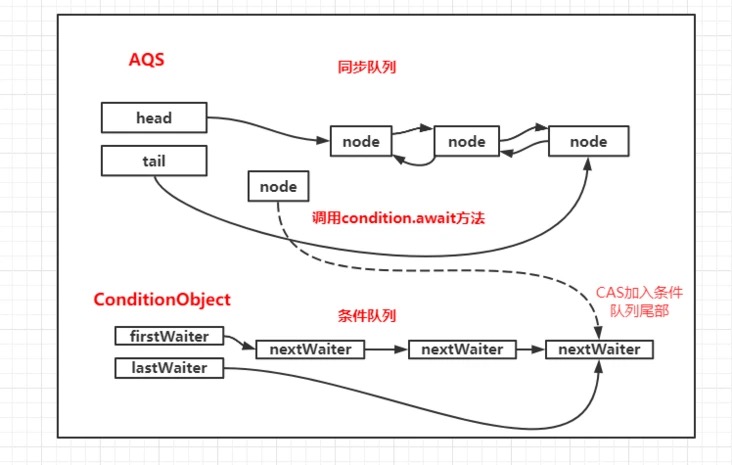 AQS
同步队列
head
node
node
node
tail
node
调用condition.await方法
ConditionObject
CAS加入条件
队列尾部
条件队列
firstWaiter
nextWaiter
nextWaiter
nextWaiter
lastWaiter